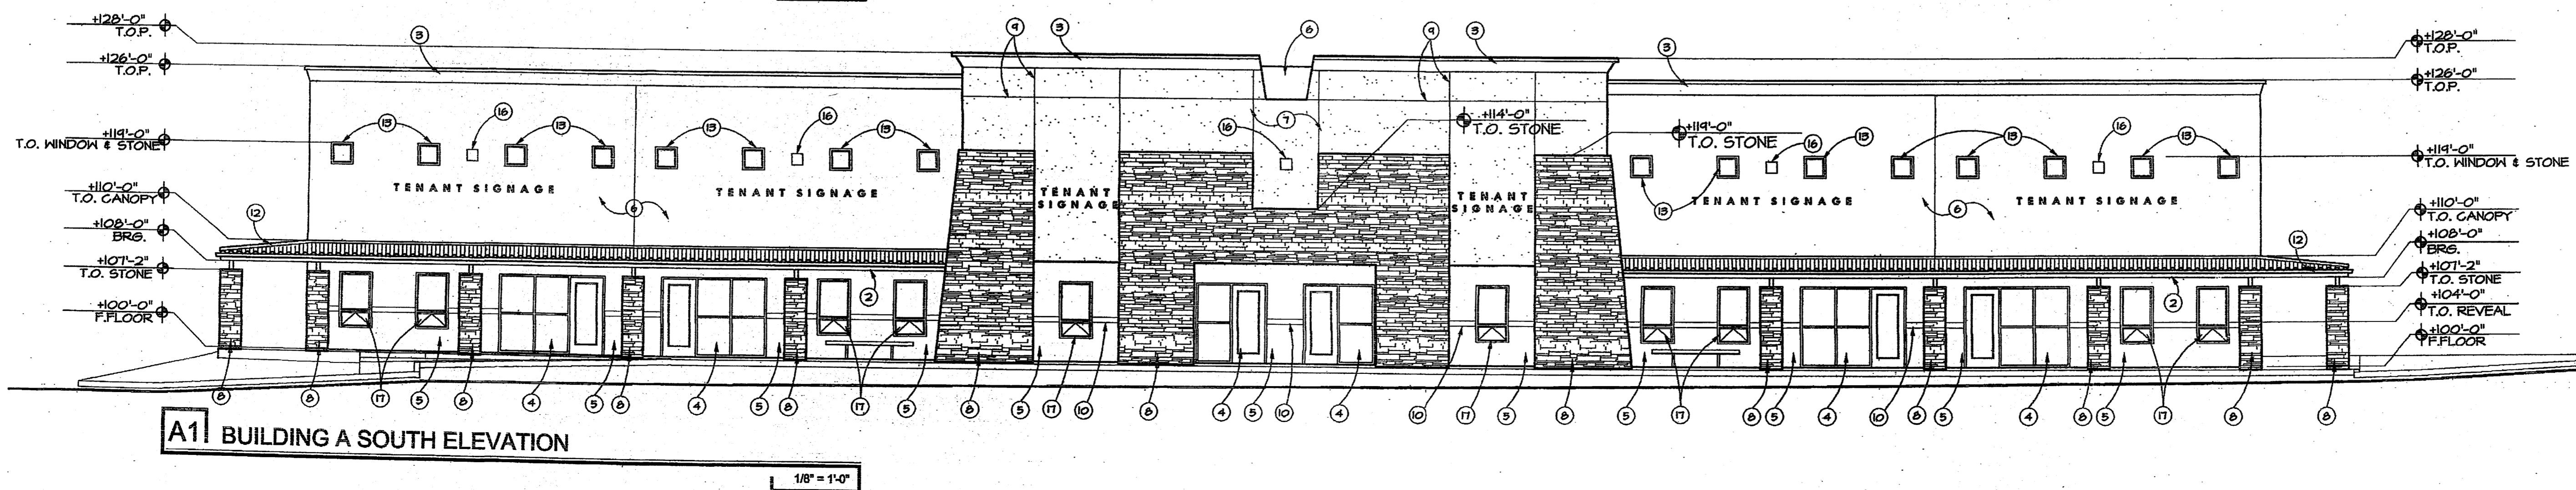 +128'-0"
T.O.P.
+126'-0"
T.O.P.
+119'-0"
T.O. WINDOW & STONE
+110'-0"
T.O. CANOPY
+108'-0"
BRG.
+107'-2"
T.O. STONE
+100'-0"
F.FLOOR
3
9
3
6
9
3
3
13
16
13
13
16
13
7
16
+114'-0"
T.O. STONE
+119'-0"
T.O. STONE
16
13
13
16
13
TENANT SIGNAGE
TENANT SIGNAGE
TENANT
SIGNAGE
TENANT
SIGNAGE
TENANT SIGNAGE
TENANT SIGNAGE
6
13
6
12
12
2
2
+128'-0"
T.O.P.
+126'-0"
T.O.P.
+119'-0"
T.O. WINDOW & STONE
+110'-0"
T.O. CANOPY
+108'-0"
BRG.
+107'-2"
T.O. STONE
+104'-0"
T.O. REVEAL
+100'-0"
F.FLOOR
8 8 17 5 8 4 5 8 4 5 8 17 5 8 5 17 10 8 4 5 10 4 10 17 5 8 5 17 8 5 4 10 8 5 4 8 5 17 8 8
A1 BUILDING A SOUTH ELEVATION
1/8" = 1'-0"